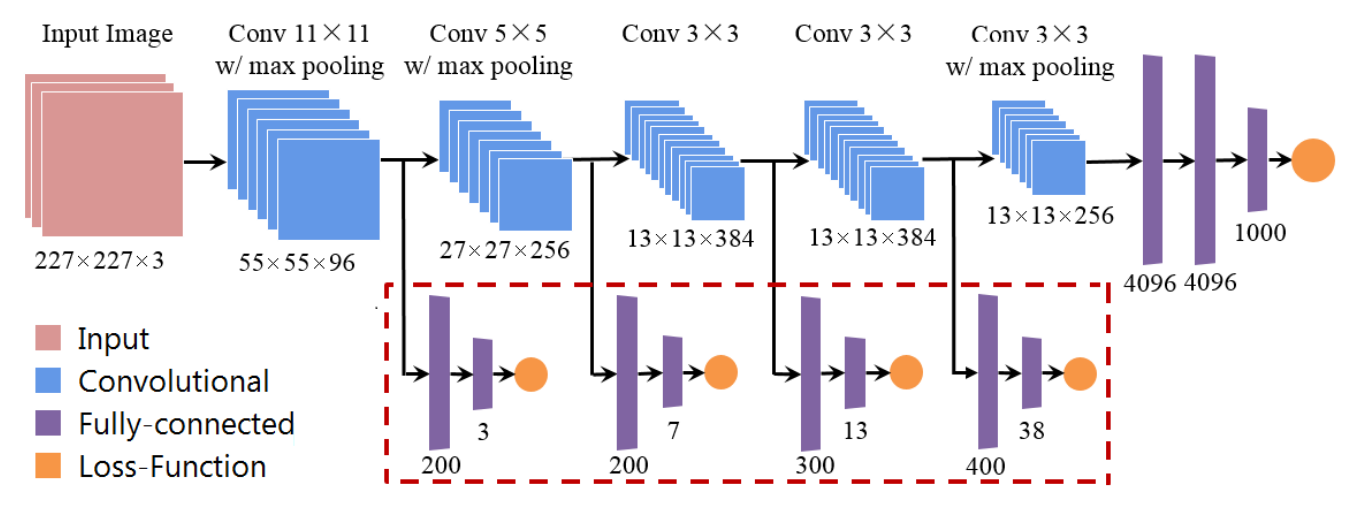 Input Image
Conv 11×11
w/ max pooling
Conv 5×5
w/ max pooling
Conv 3×3
Conv 3×3
Conv 3×3
w/ max pooling
227×227×3
55×55×96
27×27×256
13×13×384
13×13×384
13×13×256
4096
4096
1000
Input
Convolutional
Fully-connected
Loss-Function
200
3
200
7
300
13
400
38